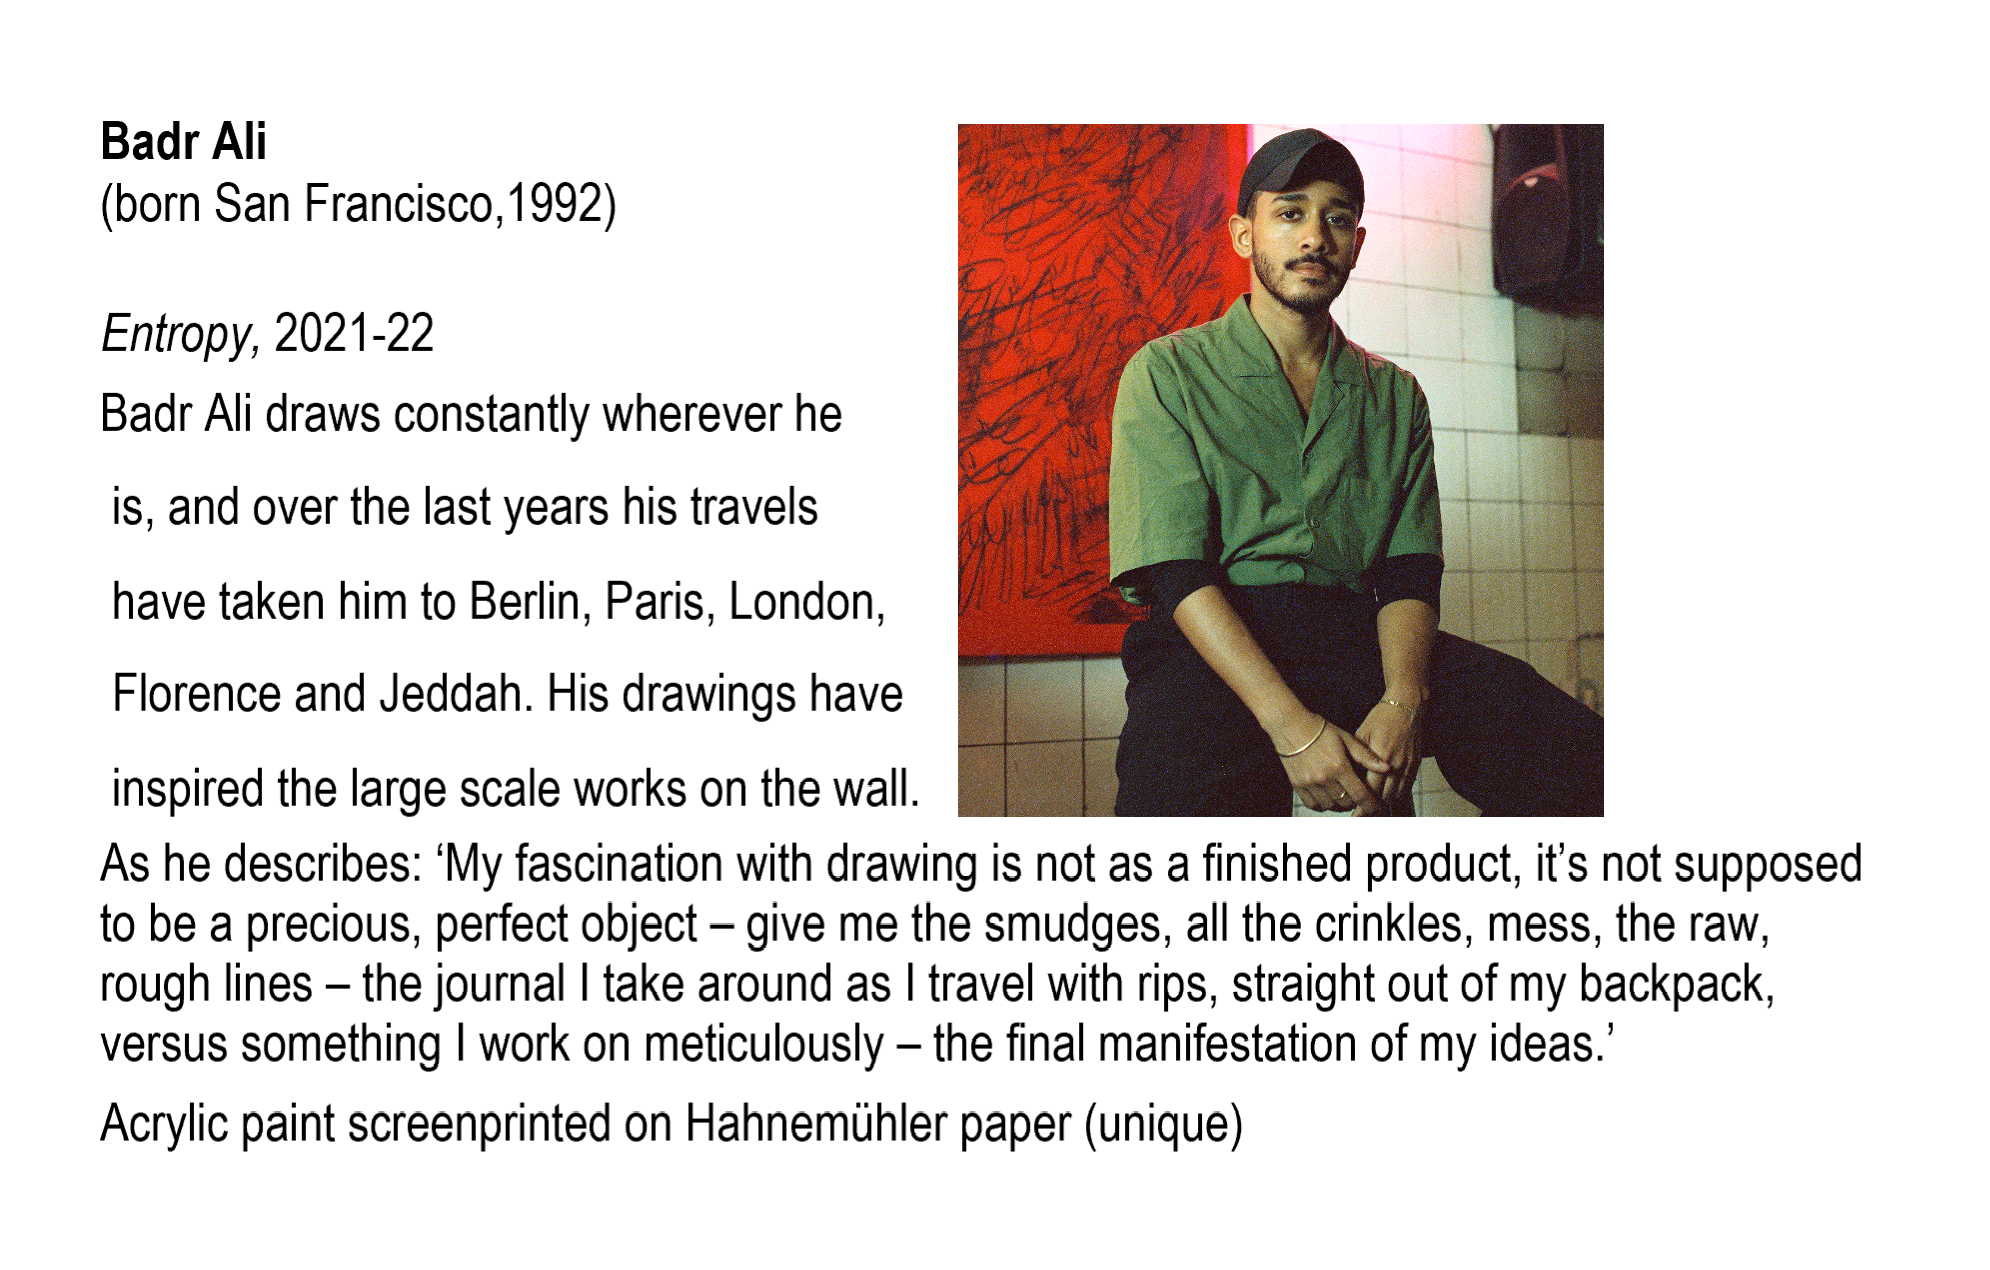 Badr Ali
(born San Francisco,1992)
Entropy, 2021-22
Badr Ali draws constantly wherever he
is, and over the last years his travels
have taken him to Berlin, Paris, London,
Florence and Jeddah. His drawings have
inspired the large scale works on the wall.
As he describes: ‘My fascination with drawing is not as a finished product, it’s not supposed
to be a precious, perfect object – give me the smudges, all the crinkles, mess, the raw,
rough lines – the journal I take around as I travel with rips, straight out of my backpack,
versus something I work on meticulously – the final manifestation of my ideas.’
Acrylic paint screenprinted on Hahnemühler paper (unique)